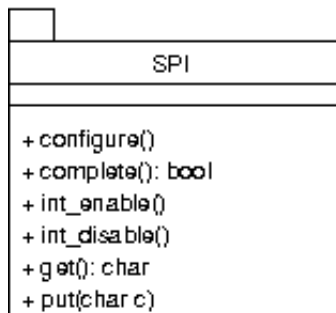 SPI
+ configure()
+ complete(): bool
+ int_enable()
+ int_disable()
+ get(): char
+ put(char c)